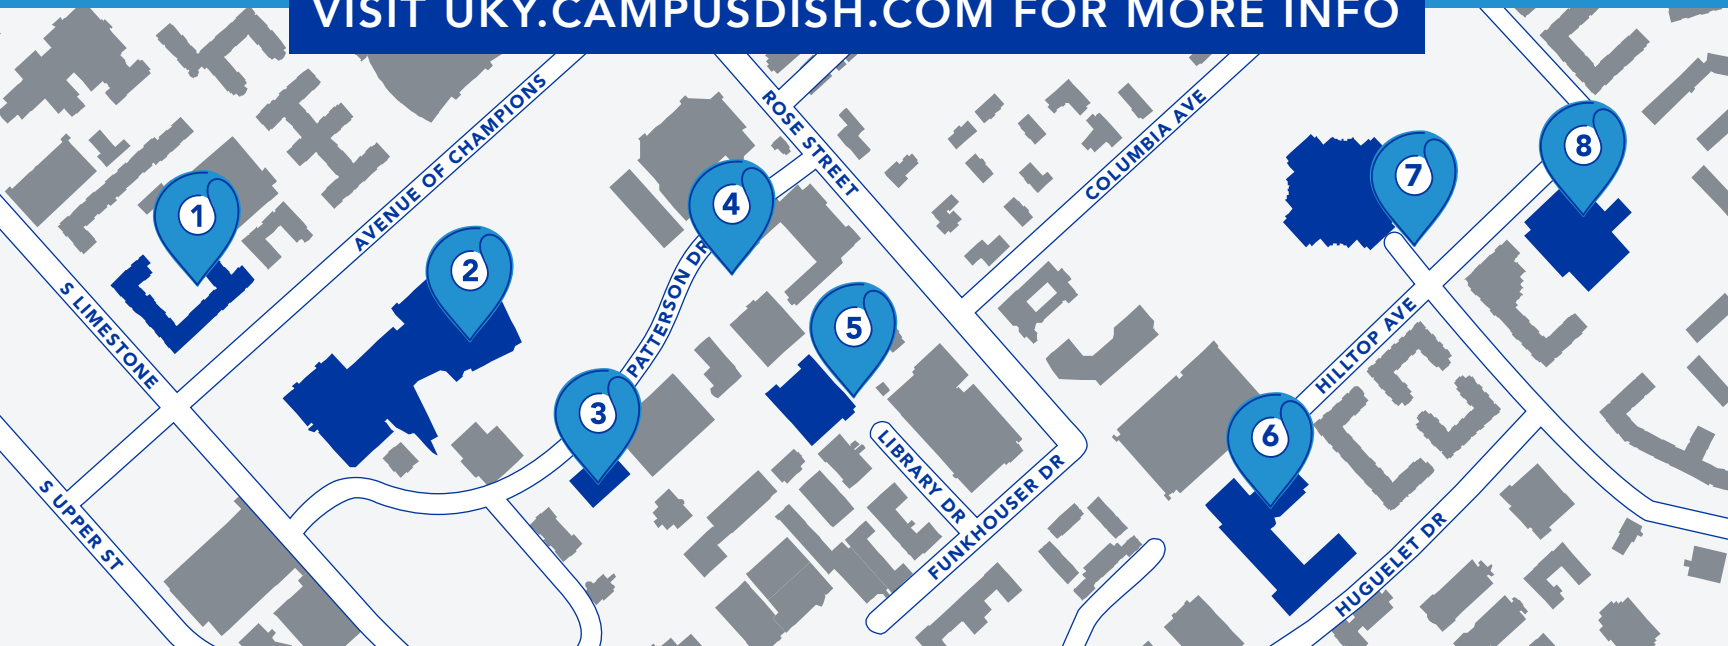 VISIT UKY.CAMPUSDISH.COM FOR MORE INFO
AVENUE OF CHAMPIONS
ROSE STREET
COLUMBIA AVE
8
7
4
1
2
PATTERSON DR
S LIMESTONE
5
HILLTOP AVE
3
6
LIBRARY DR
FUNKHOUSER DR
S UPPER ST
HUGUELET DR